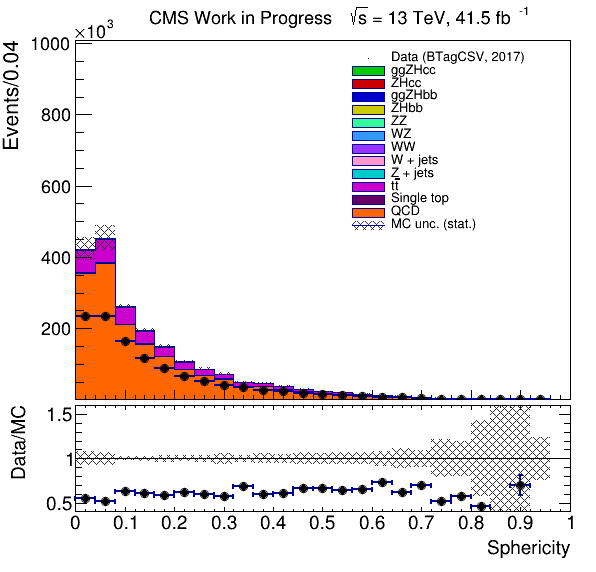 CMS Work in Progress √s = 13 TeV, 41.5 fb -1
×10³
Events/0.04
1000
800
600
400
200
Data (BTagCSV, 2017)
ggZHcc
ZHcc
ggZHbb
ZHbb
ZZ
WZ
WW
W + jets
Z + jets
tt̅
Single top
QCD
MC unc. (stat.)
Data/MC
1.5
1
0.5
0 0.1 0.2 0.3 0.4 0.5 0.6 0.7 0.8 0.9 1
Sphericity